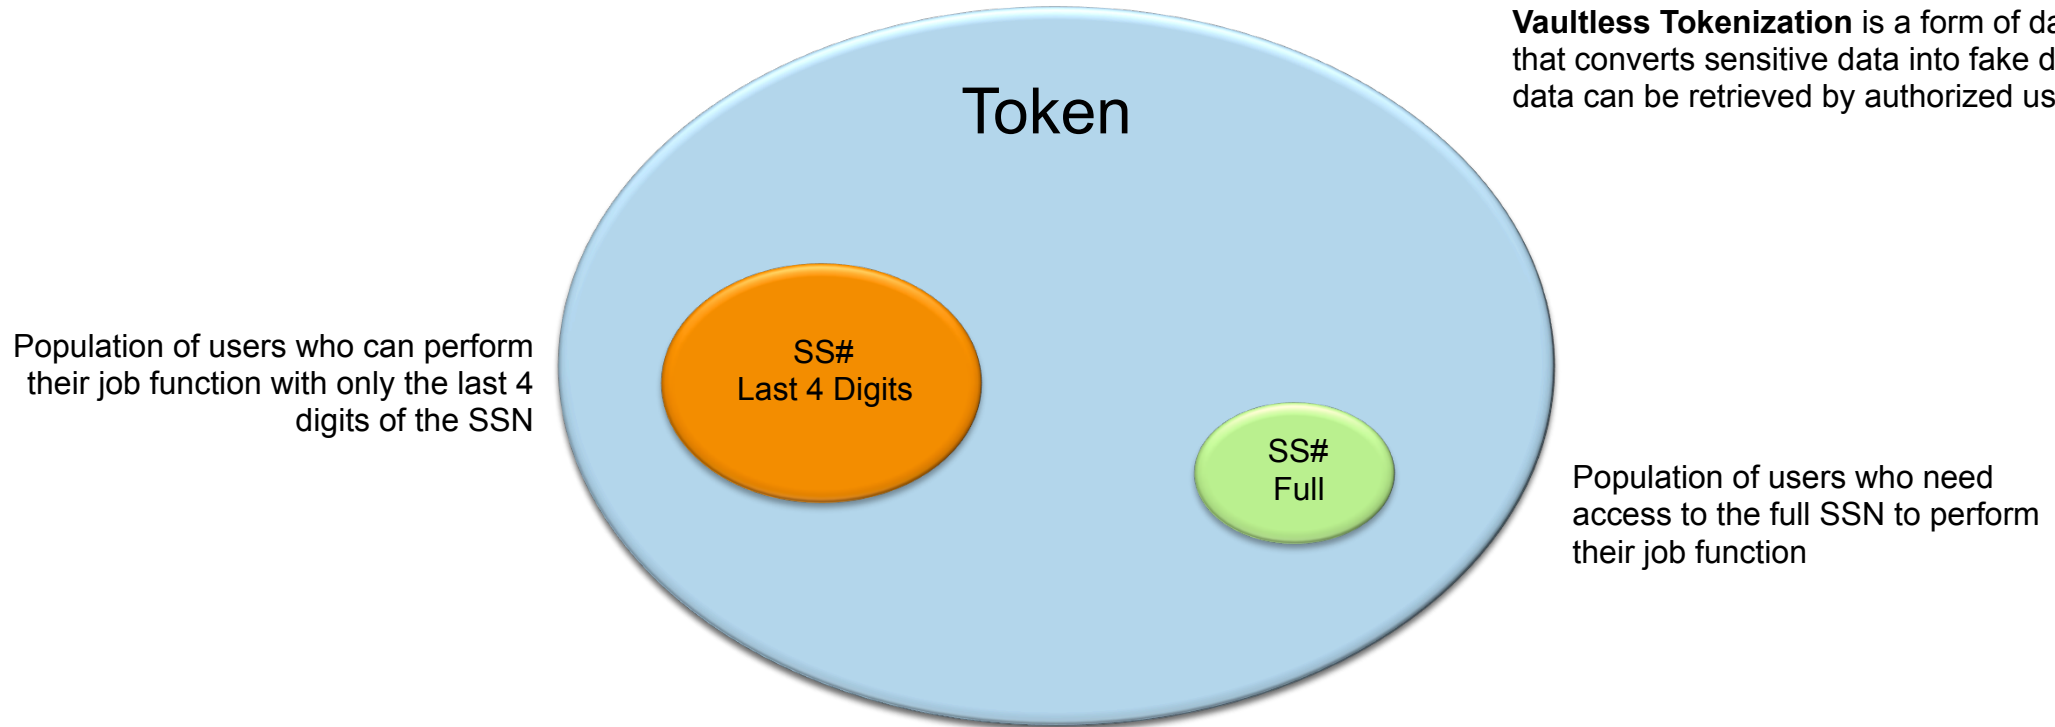 Vaultless Tokenization is a form of
that converts sensitive data into fake
data can be retrieved by authorized
Token
Population of users who can perform
their job function with only the last 4
digits of the SSN
SS#
Last 4 Digits
SS#
Full
Population of users who need
access to the full SSN to perform
their job function